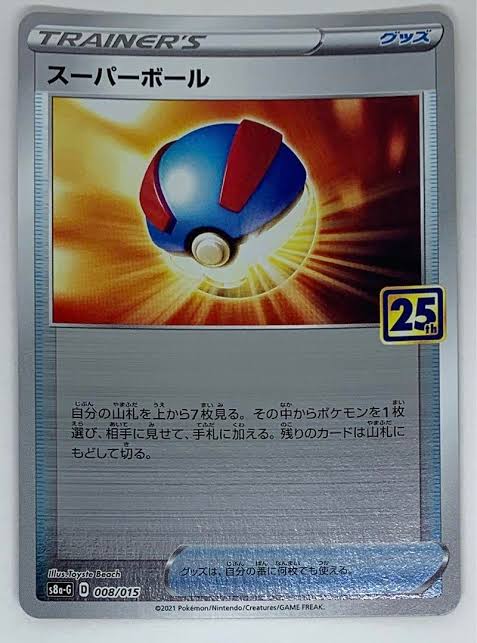 TRAINER'S
グッズ
スーパーボール
25th
自分の山札を上から7枚見る。その中からポケモンを1枚
選び、相手に見せて、手札に加える。残りのカードは山札に
もどして切る。
Illus.Toyste Beach
s8a-G D 008/015
グッズは、自分の番に何枚でも使える。
©2021 Pokémon/Nintendo/Creatures/GAME FREAK.